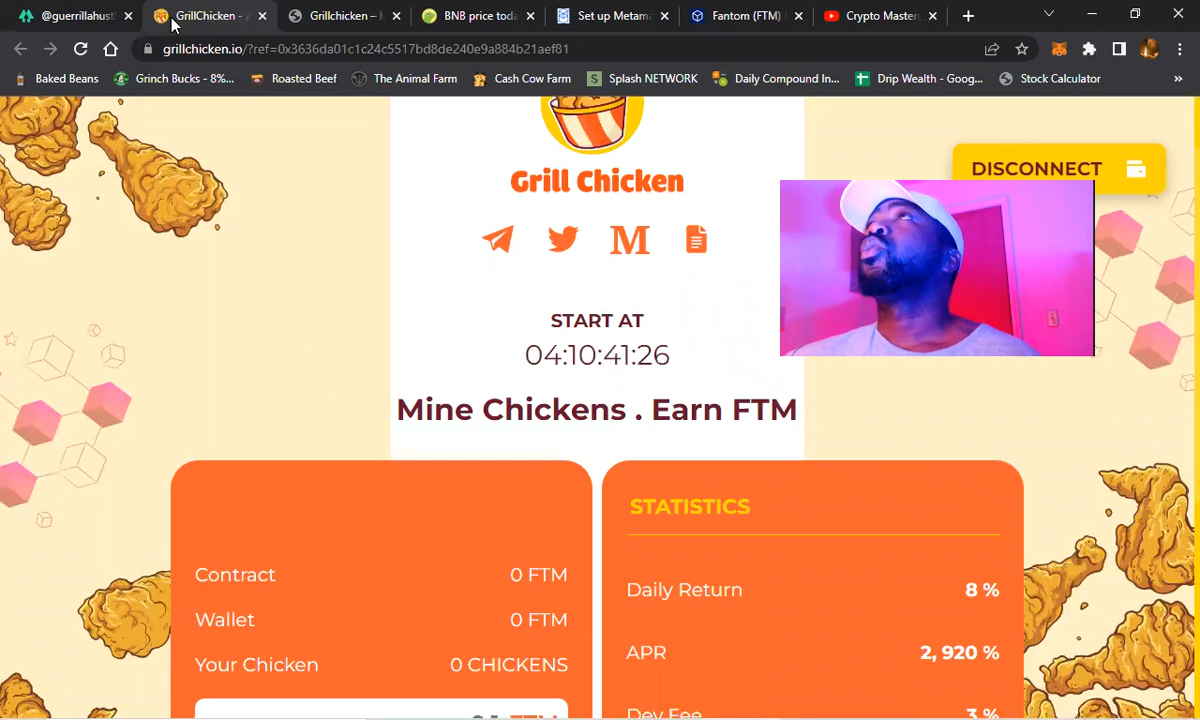 @guerrillahust
GrillChicken - A
Grillchicken –
BNB price toda
Set up Metama
Fantom (FTM)
Crypto Master
grillchicken.io/?ref=0x3636da01c1c24c5517bd8de240e9a884b21aef81
Baked Beans
Grinch Bucks - 8%...
Roasted Beef
The Animal Farm
Cash Cow Farm
Splash NETWORK
Daily Compound In...
Drip Wealth - Goog...
Stock Calculator
DISCONNECT
Grill Chicken
M
START AT
04:10:41:26
Mine Chickens . Earn FTM
Contract 0 FTM
Wallet 0 FTM
Your Chicken 0 CHICKENS
FTM
STATISTICS
Daily Return 8 %
APR 2, 920 %
Dev Fee 3 %